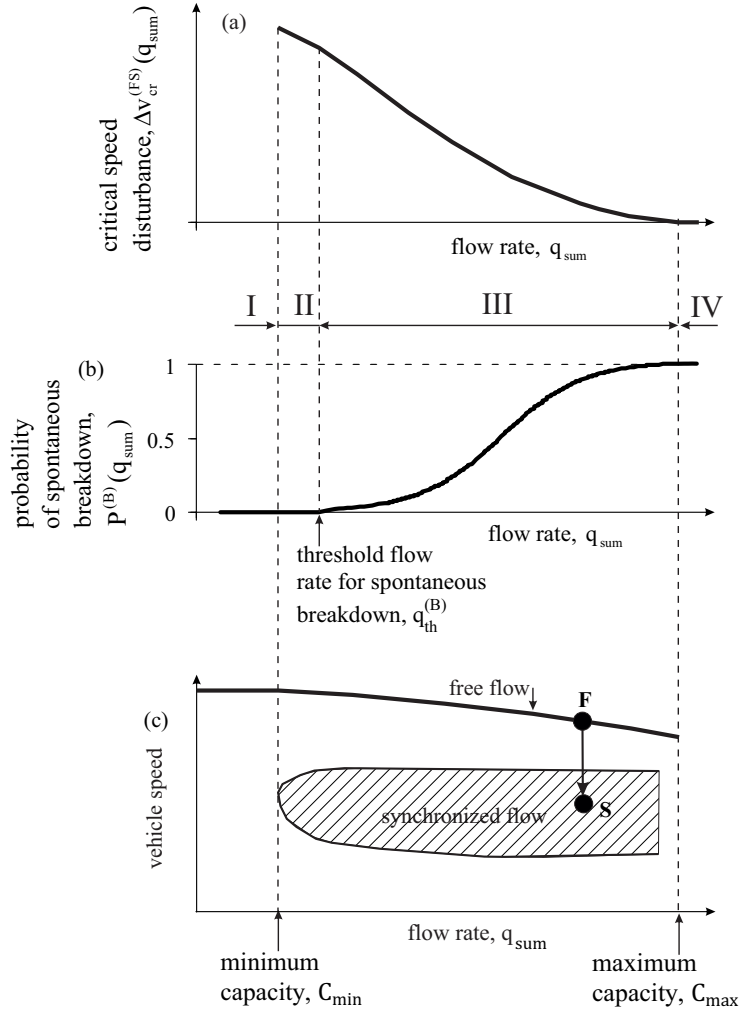 (a)
critical speed
disturbance, Δv_cr^(FS)(q_sum)
flow rate, q_sum
I II III IV
(b)
probability
of spontaneous
breakdown,
P^(B)(q_sum)
1
0.5
0
flow rate, q_sum
threshold flow
rate for spontaneous
breakdown, q_th^(B)
(c)
vehicle speed
free flow
F
synchronized flow
S
flow rate, q_sum
minimum
capacity, C_min
maximum
capacity, C_max